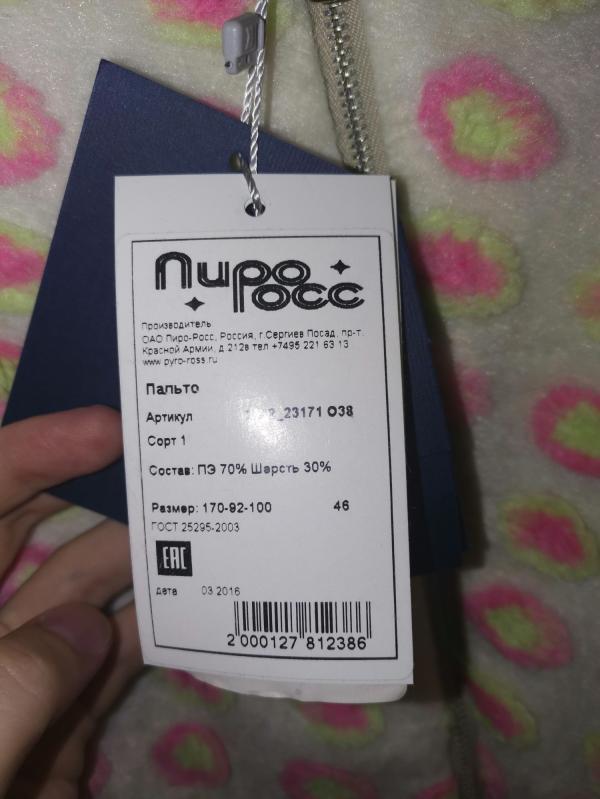 Пиро
Росс
Производитель
ОАО Пиро-Росс, Россия, г.Сергиев Посад, пр-т.
Красной Армии, д.212в тел +7495 221 63 13
www.pyro-ross.ru
Пальто
Артикул 23171 О38
Сорт 1
Состав: ПЭ 70% Шерсть 30%
Размер: 170-92-100 46
ГОСТ 25295-2003
ЕАС
дата 03.2016
2 000127 812386